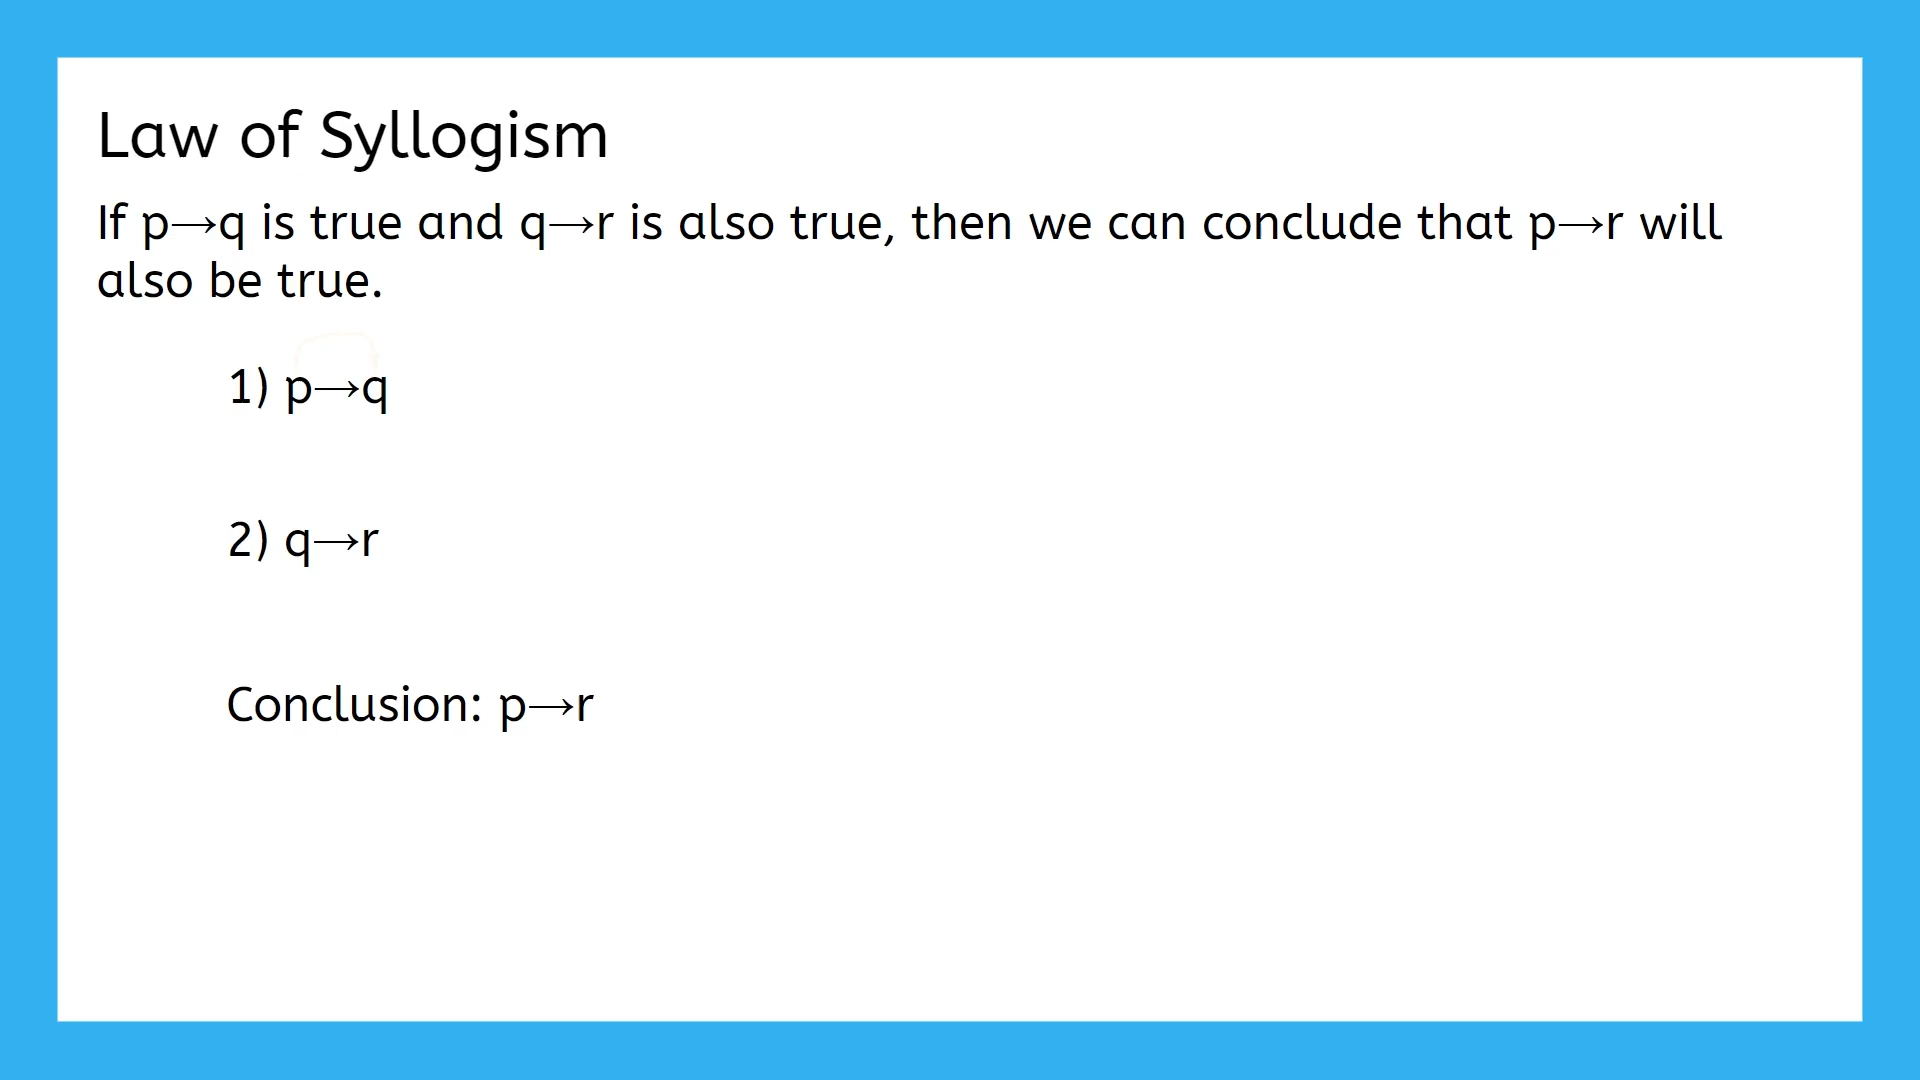 Law of Syllogism
If p→q is true and q→r is also true, then we can conclude that p→r will
also be true.
1) p→q
2) q→r
Conclusion: p→r